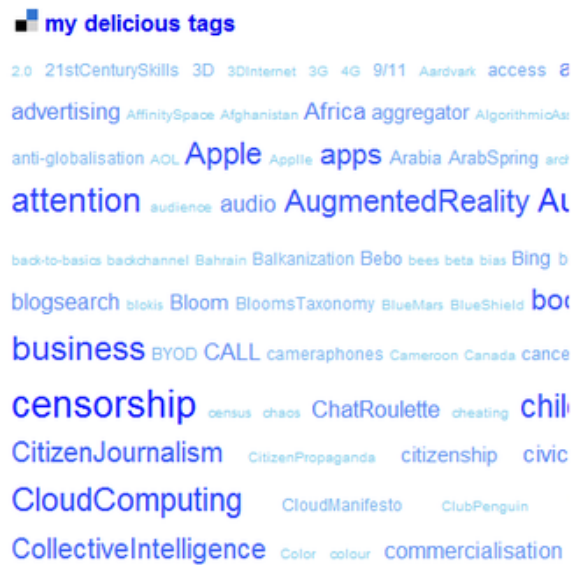 my delicious tags
2.0 21stCenturySkills 3D 3DInternet 3G 4G 9/11 Aardvark access
advertising AffinitySpace Afghanistan Africa aggregator
anti-globalisation AOL Apple Applle apps Arabia ArabSpring
attention audience audio AugmentedReality
back-to-basics backchannel Bahrain Balkanization Bebo bees beta bias Bing
blogsearch blokis Bloom BloomsTaxonomy BlueMars BlueShield
business BYOD CALL cameraphones Cameroon Canada
censorship census chaos ChatRoulette cheating
CitizenJournalism CitizenPropaganda citizenship civic
CloudComputing CloudManifesto ClubPenguin
CollectiveIntelligence Color colour commercialisation